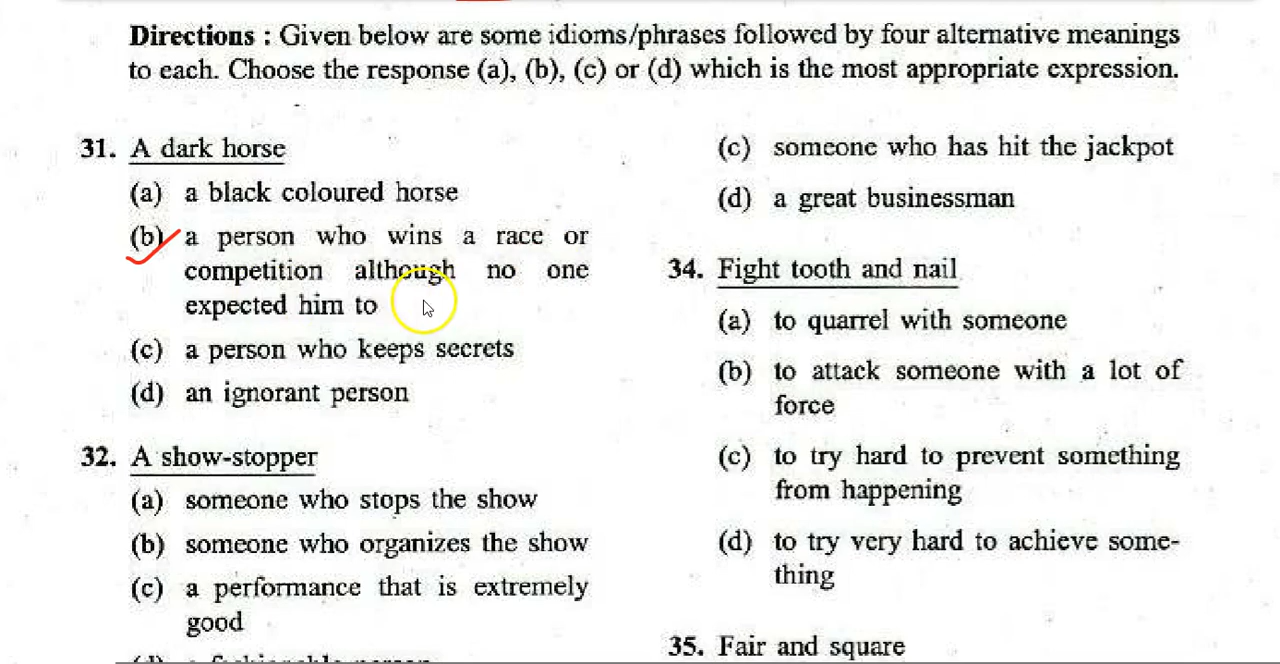 Directions : Given below are some idioms/phrases followed by four alternative meanings
to each. Choose the response (a), (b), (c) or (d) which is the most appropriate expression.
31. A dark horse
(a) a black coloured horse
(b) a person who wins a race or
competition although no one
expected him to
(c) a person who keeps secrets
(d) an ignorant person
32. A show-stopper
(a) someone who stops the show
(b) someone who organizes the show
(c) a performance that is extremely
good
(c) someone who has hit the jackpot
(d) a great businessman
34. Fight tooth and nail
(a) to quarrel with someone
(b) to attack someone with a lot of
force
(c) to try hard to prevent something
from happening
(d) to try very hard to achieve some-
thing
35. Fair and square